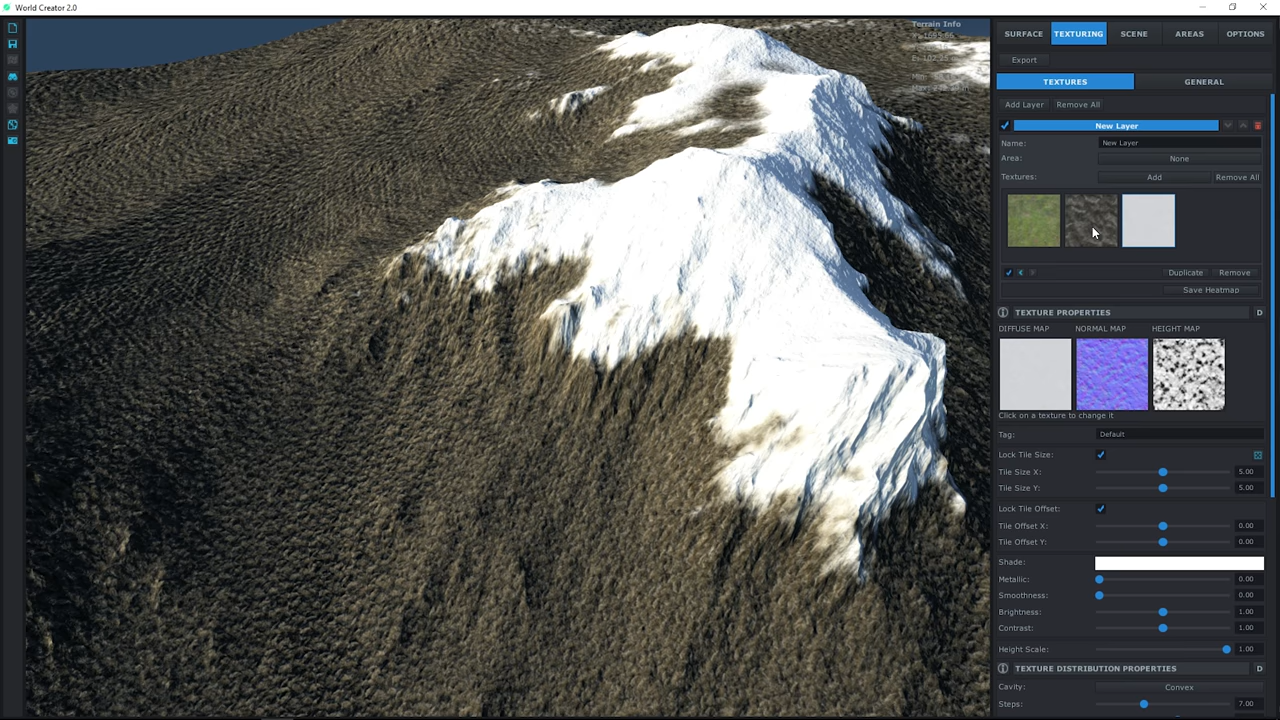 World Creator 2.0
Terrain Info
SURFACE TEXTURING SCENE AREAS OPTIONS
Export
TEXTURES GENERAL
Add Layer Remove All
New Layer
Name: New Layer
Area: None
Textures: Add Remove All
Duplicate Remove
Save Heatmap
TEXTURE PROPERTIES D
DIFFUSE MAP NORMAL MAP HEIGHT MAP
Click on a texture to change it
Tag: Default
Lock Tile Size:
Tile Size X: 5.00
Tile Size Y: 5.00
Lock Tile Offset:
Tile Offset X: 0.00
Tile Offset Y: 0.00
Shade:
Metallic: 0.00
Smoothness: 0.00
Brightness: 1.00
Contrast: 1.00
Height Scale: 1.00
TEXTURE DISTRIBUTION PROPERTIES D
Cavity: Convex
Steps: 7.00